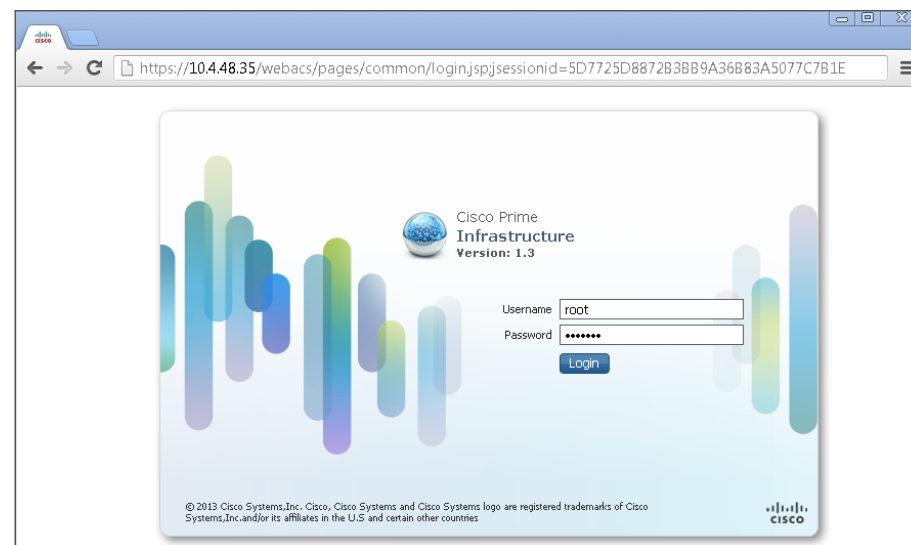 cisco
https://10.4.48.35/webacs/pages/common/login.jsp;jsessionid=5D7725D8872B3BB9A36B83A5077C7B1E
Cisco Prime
Infrastructure
Version: 1.3
Username root
Password •••••••
Login
© 2013 Cisco Systems,Inc. Cisco, Cisco Systems and Cisco Systems logo are registered trademarks of Cisco
Systems,Inc.and/or its affiliates in the U.S and certain other countries
CISCO